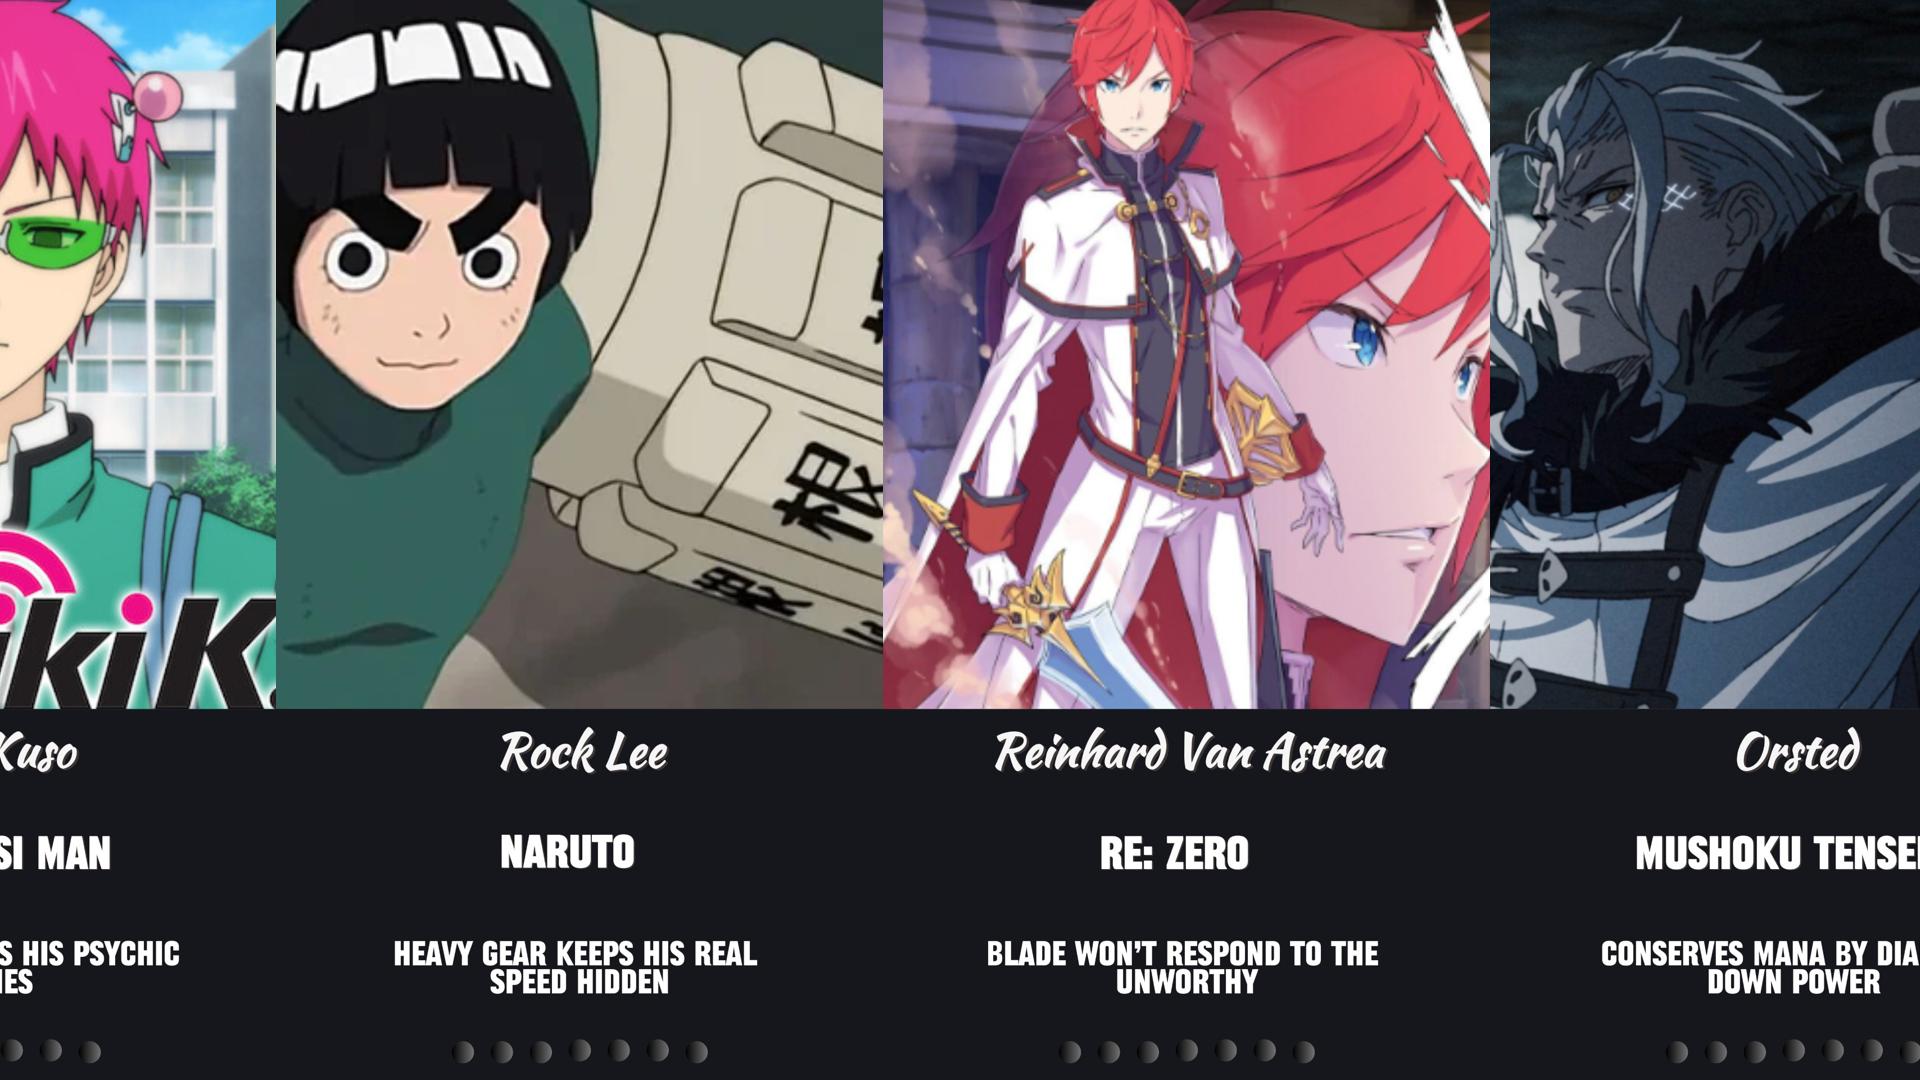 ikiK
Kuso
SI MAN
S HIS PSYCHIC
IES
Rock Lee
NARUTO
HEAVY GEAR KEEPS HIS REAL
SPEED HIDDEN
Reinhard Van Astrea
RE: ZERO
BLADE WON'T RESPOND TO THE
UNWORTHY
Orsted
MUSHOKU TENSE
CONSERVES MANA BY DIA
DOWN POWER